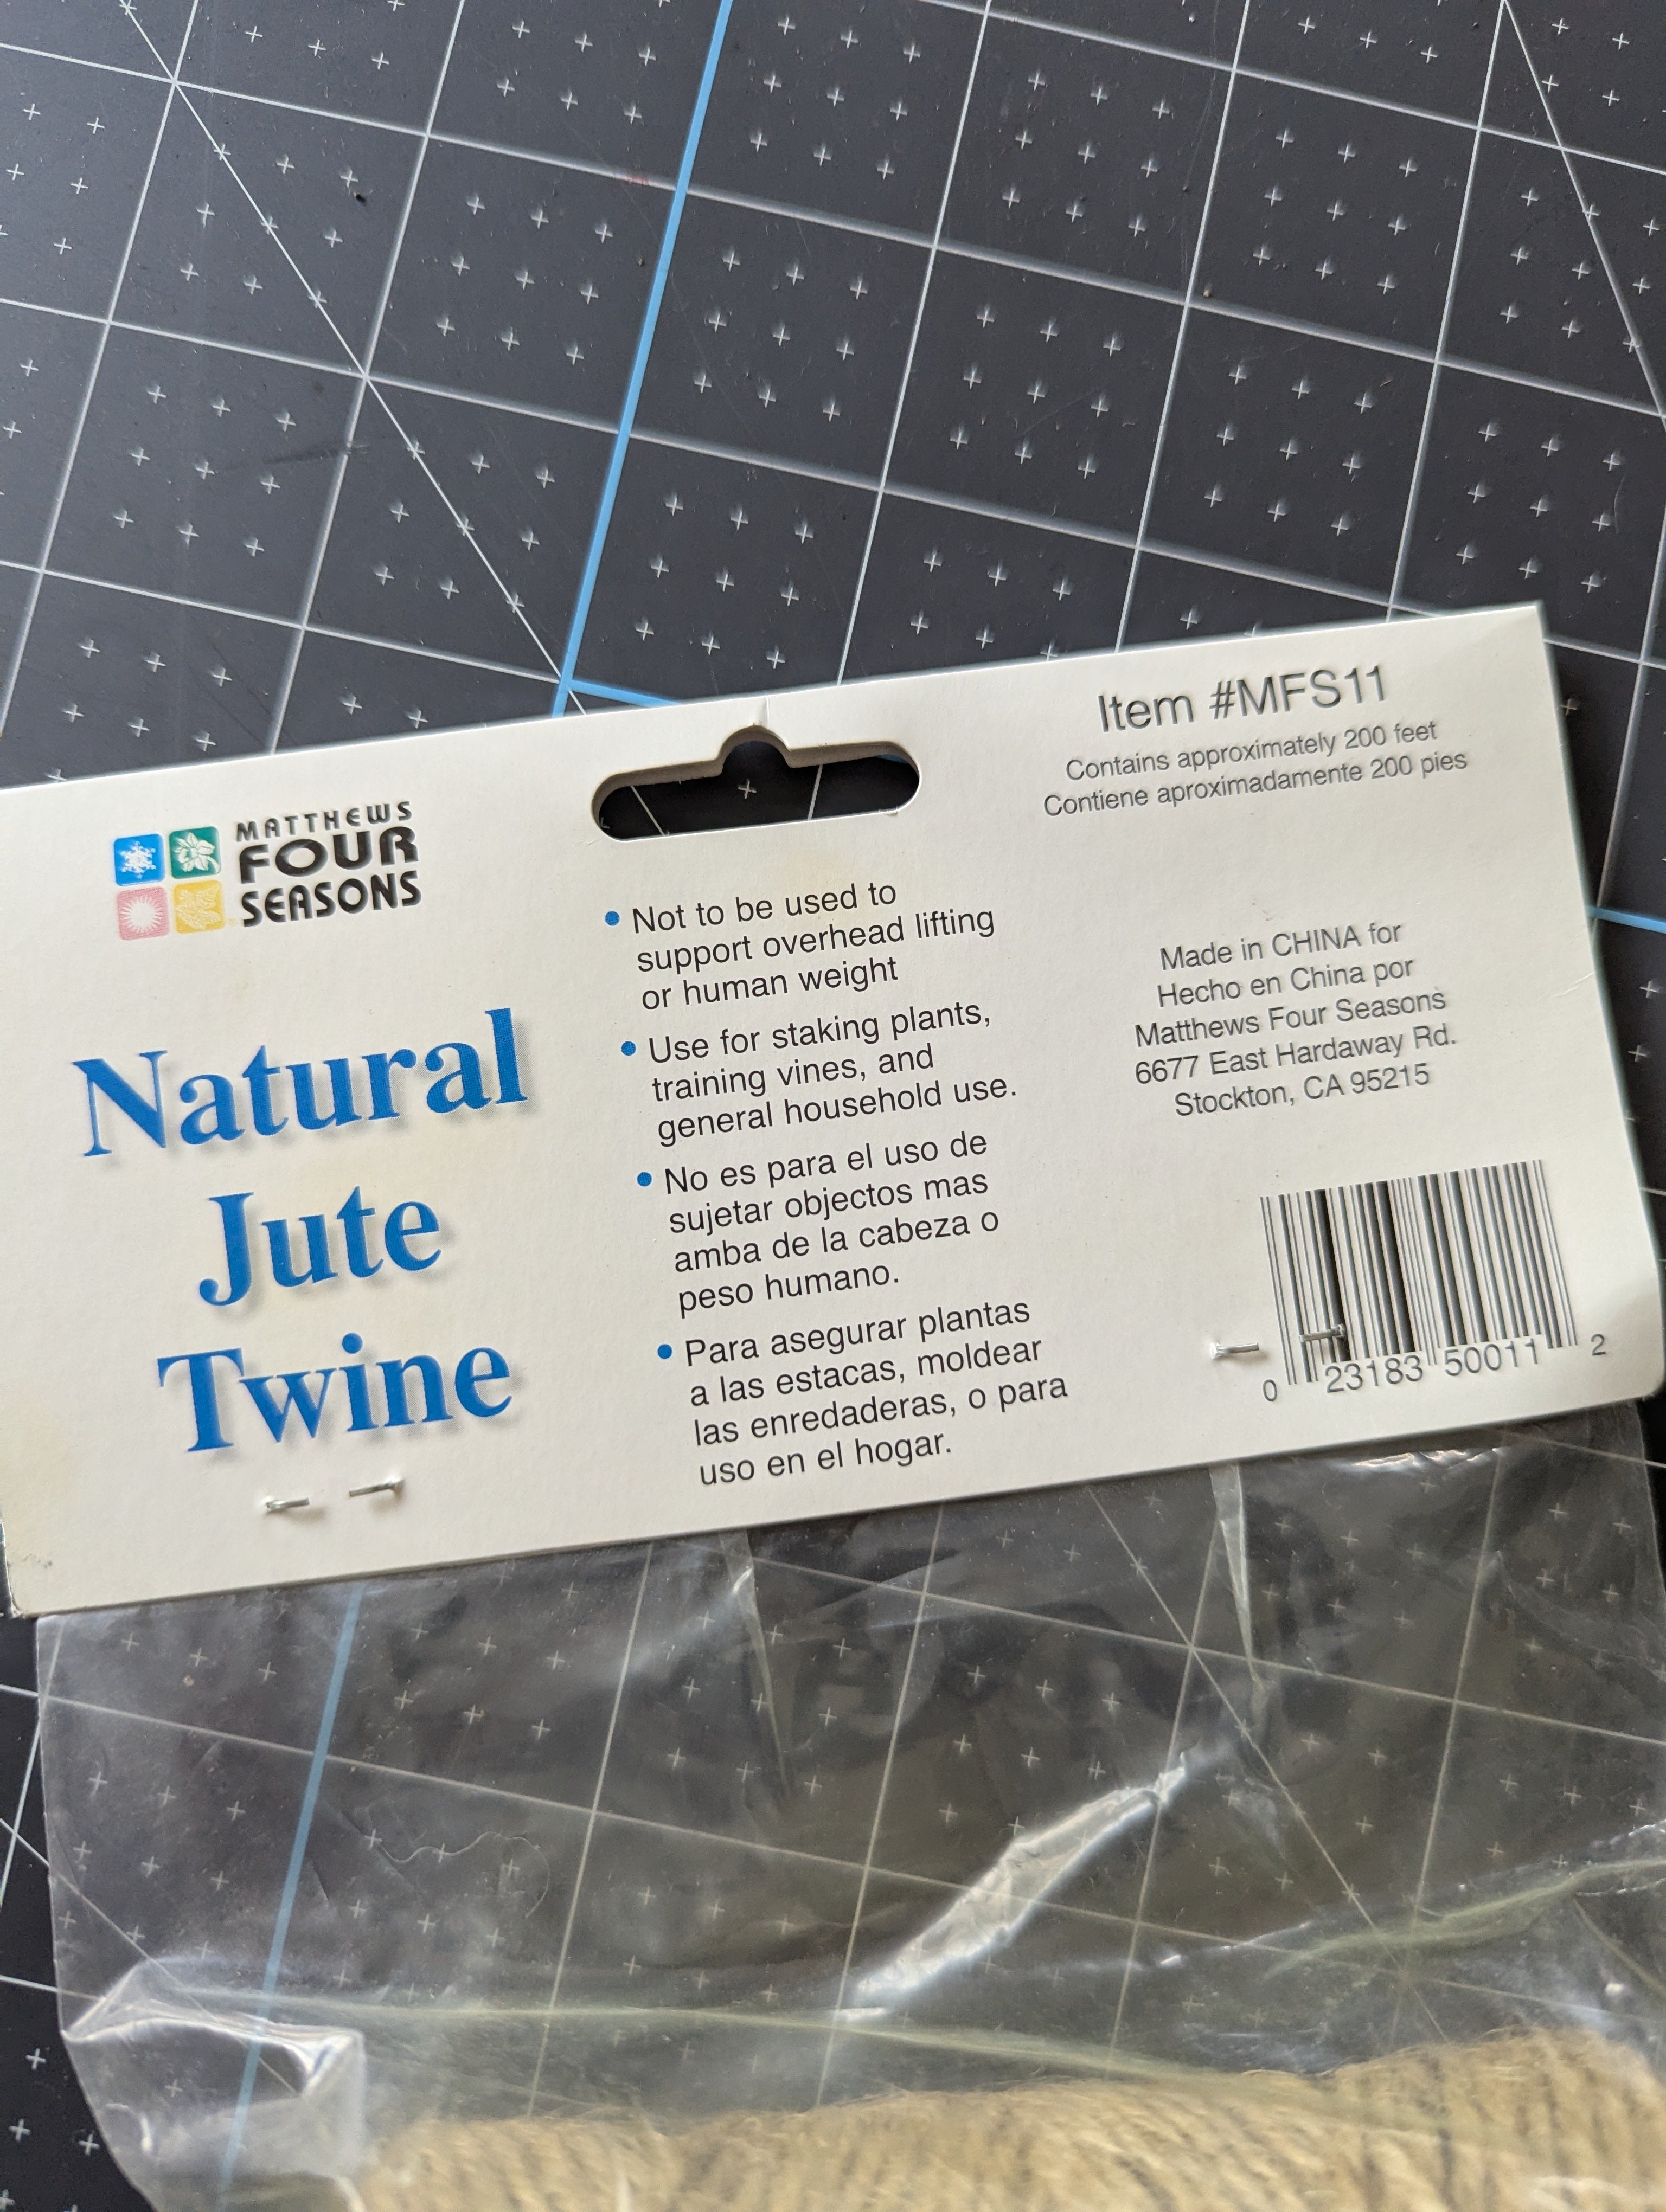 MATTHEWS
FOUR
SEASONS
Natural
Jute
Twine
• Not to be used to
support overhead lifting
or human weight
• Use for staking plants,
training vines, and
general household use.
• No es para el uso de
sujetar objectos mas
amba de la cabeza o
peso humano.
• Para asegurar plantas
a las estacas, moldear
las enredaderas, o para
uso en el hogar.
Item #MFS11
Contains approximately 200 feet
Contiene aproximadamente 200 pies
Made in CHINA for
Hecho en China por
Matthews Four Seasons
6677 East Hardaway Rd.
Stockton, CA 95215
0 23183 50011 2